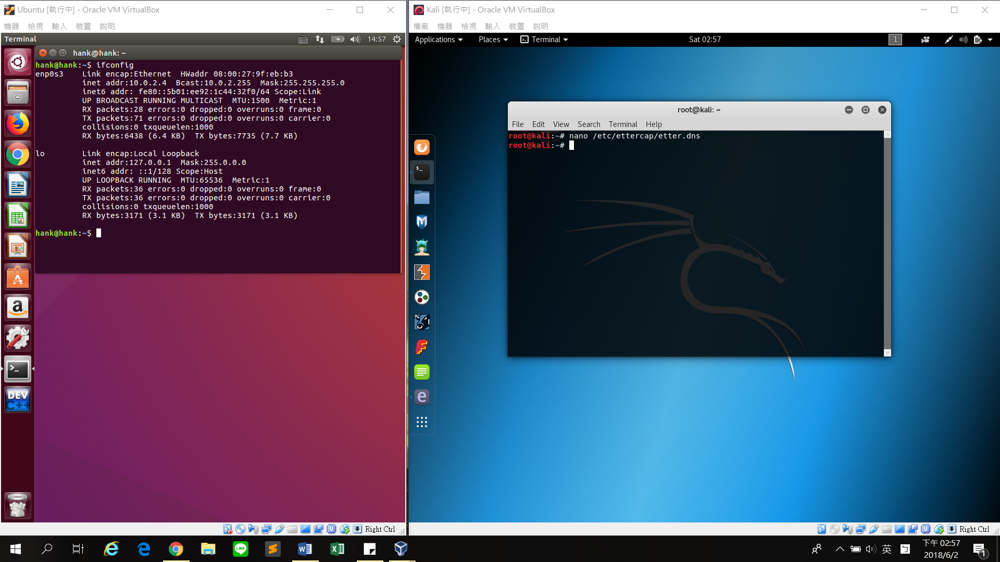 Ubuntu [執行中] - Oracle VM VirtualBox
機器 檢視 輸入 裝置 說明
Terminal 14:57
hank@hank: ~
hank@hank:~$ ifconfig
enp0s3 Link encap:Ethernet HWaddr 08:00:27:9f:eb:b3
inet addr:10.0.2.4 Bcast:10.0.2.255 Mask:255.255.255.0
inet6 addr: fe80::5b01:ee92:1c44:32f0/64 Scope:Link
UP BROADCAST RUNNING MULTICAST MTU:1500 Metric:1
RX packets:28 errors:0 dropped:0 overruns:0 frame:0
TX packets:71 errors:0 dropped:0 overruns:0 carrier:0
collisions:0 txqueuelen:1000
RX bytes:6438 (6.4 KB) TX bytes:7735 (7.7 KB)
lo Link encap:Local Loopback
inet addr:127.0.0.1 Mask:255.0.0.0
inet6 addr: ::1/128 Scope:Host
UP LOOPBACK RUNNING MTU:65536 Metric:1
RX packets:36 errors:0 dropped:0 overruns:0 frame:0
TX packets:36 errors:0 dropped:0 overruns:0 carrier:0
collisions:0 txqueuelen:1000
RX bytes:3171 (3.1 KB) TX bytes:3171 (3.1 KB)
hank@hank:~$
DEV
C++
Right Ctrl
Kali [執行中] - Oracle VM VirtualBox
檔案 機器 檢視 輸入 裝置 說明
Applications Places Terminal Sat 02:57 1
root@kali: ~
File Edit View Search Terminal Help
root@kali:~# nano /etc/ettercap/etter.dns
root@kali:~#
Right Ctrl
LINE
英
下午 02:57
2018/6/2
1